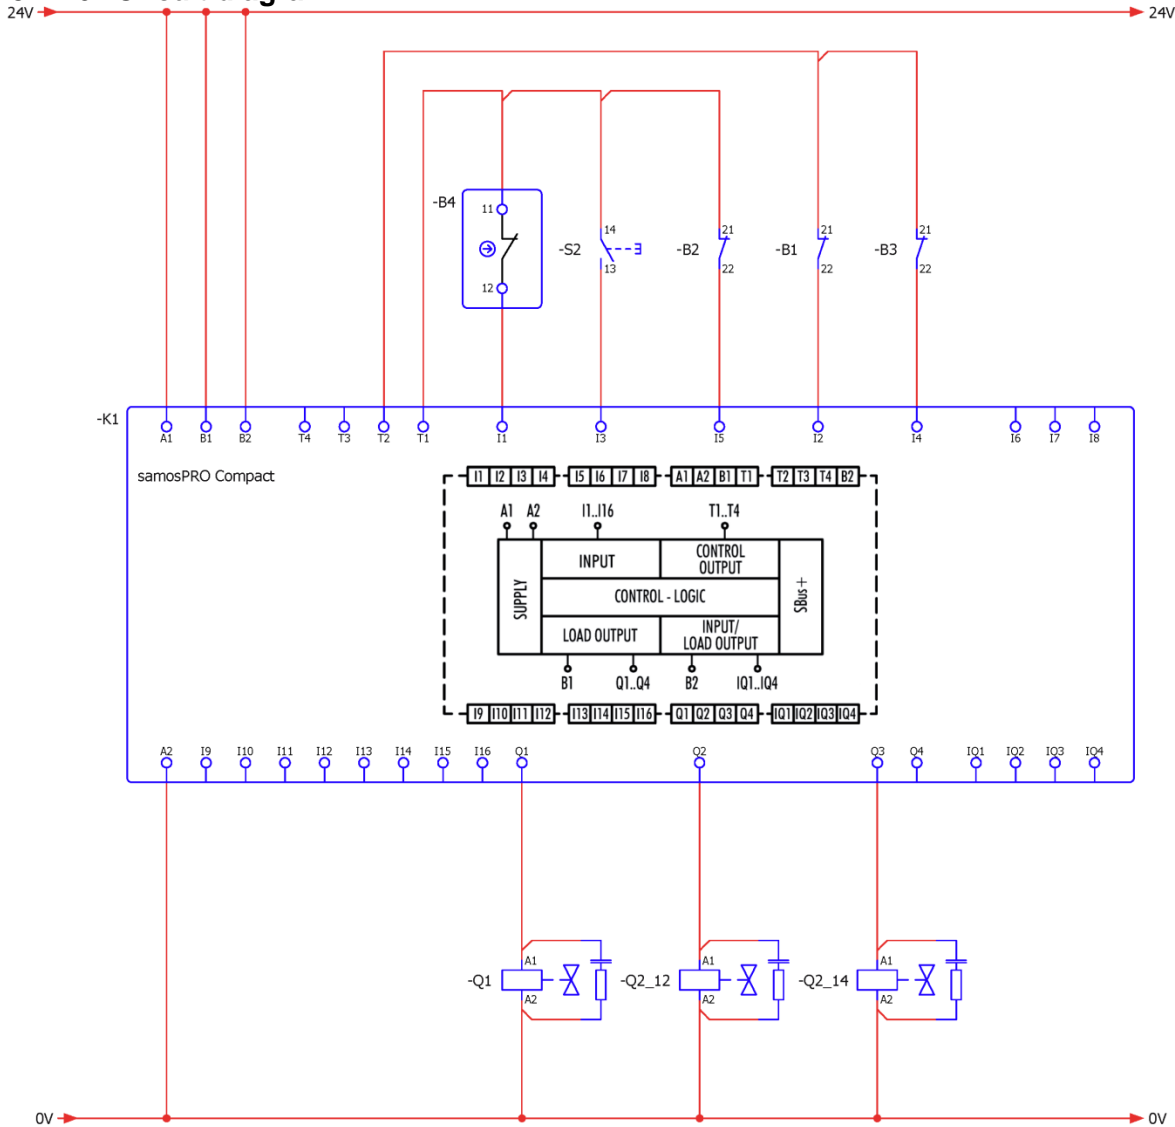 24V
24V
-B4
11
12
-S2
14
13
-B2
21
22
-B1
21
22
-B3
21
22
-K1
A1
B1
B2
T4
T3
T2
T1
I1
I3
I5
I2
I4
I6
I7
I8
samosPRO Compact
I1 I2 I3 I4 I5 I6 I7 I8 A1 A2 B1 T1 T2 T3 T4 B2
A1 A2 I1..I16 T1..T4
SUPPLY
INPUT
CONTROL
OUTPUT
CONTROL - LOGIC
LOAD OUTPUT
INPUT/
LOAD OUTPUT
SBus+
B1 Q1..Q4 B2 IQ1..IQ4
I9 I10 I11 I12 I13 I14 I15 I16 Q1 Q2 Q3 Q4 IQ1 IQ2 IQ3 IQ4
A2
I9
I10
I11
I12
I13
I14
I15
I16
Q1
Q2
Q3
Q4
IQ1
IQ2
IQ3
IQ4
-Q1
A1
A2
-Q2_12
A1
A2
-Q2_14
A1
A2
0V
0V